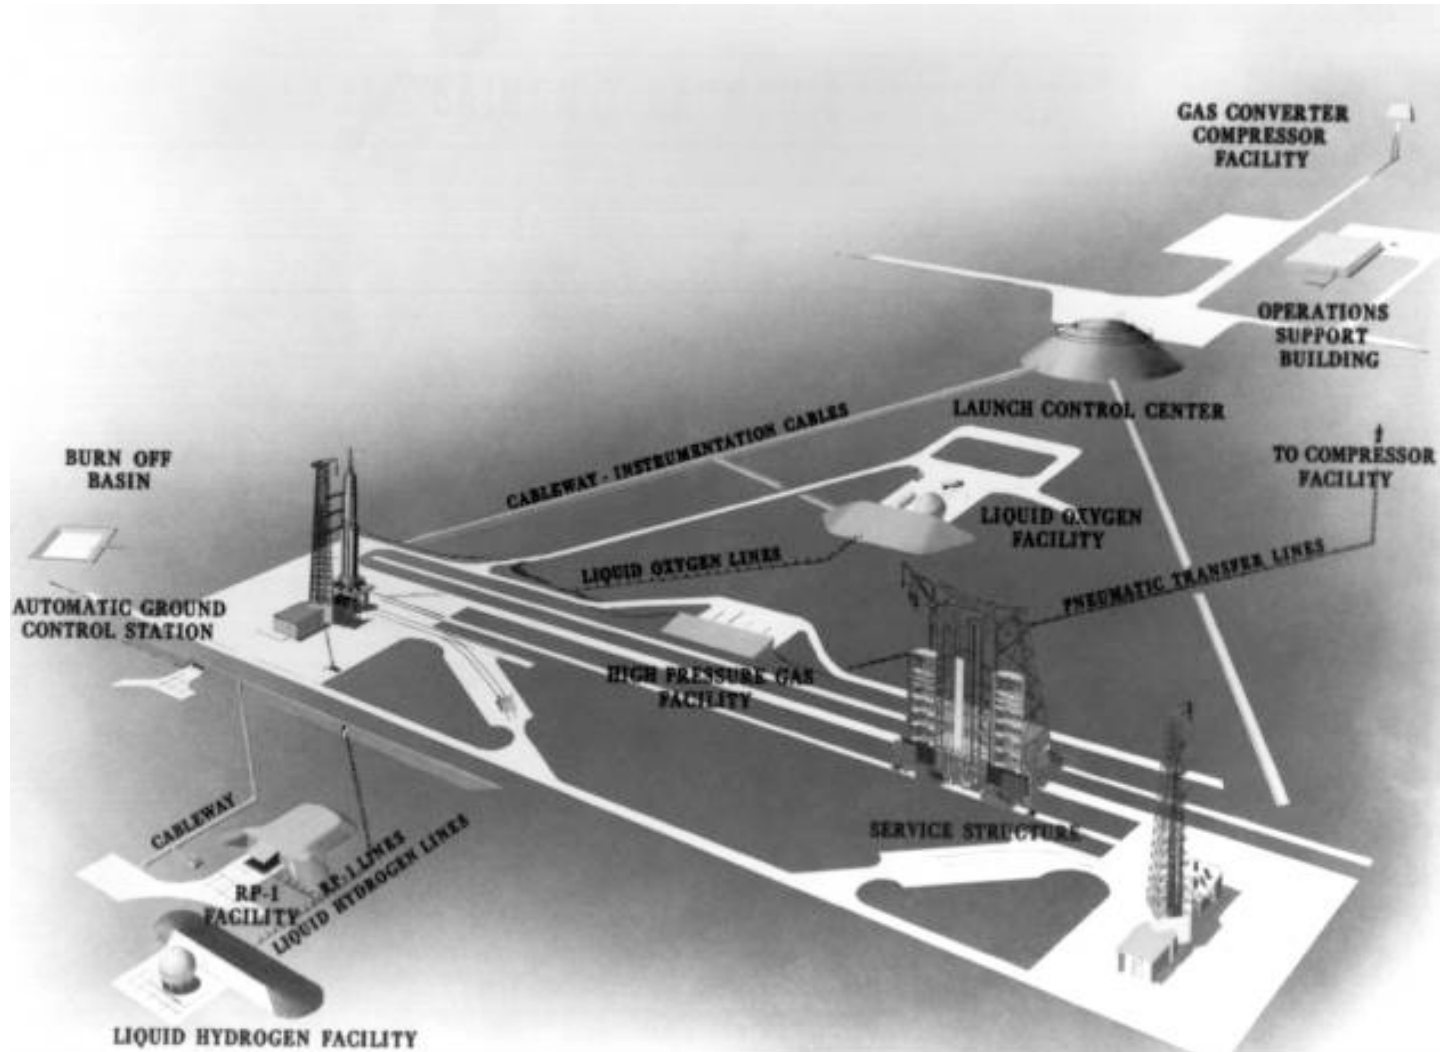 GAS CONVERTER
COMPRESSOR
FACILITY
OPERATIONS
SUPPORT
BUILDING
LAUNCH CONTROL CENTER
CABLEWAY - INSTRUMENTATION CABLES
TO COMPRESSOR
FACILITY
BURN OFF
BASIN
LIQUID OXYGEN
FACILITY
LIQUID OXYGEN LINES
PNEUMATIC TRANSFER LINES
AUTOMATIC GROUND
CONTROL STATION
HIGH PRESSURE GAS
FACILITY
SERVICE STRUCTURE
CABLEWAY
RP-1 LINES
LIQUID HYDROGEN LINES
RP-1
FACILITY
LIQUID HYDROGEN FACILITY